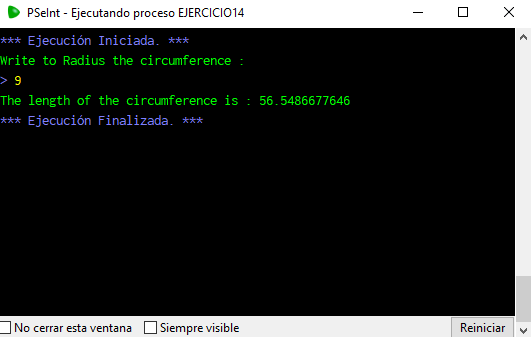 PSeInt - Ejecutando proceso EJERCICIO14
*** Ejecución Iniciada. ***
Write to Radius the circumference :
> 9
The length of the circumference is : 56.5486677646
*** Ejecución Finalizada. ***
No cerrar esta ventana Siempre visible Reiniciar